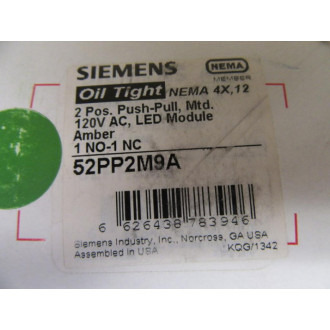 SIEMENS
NEMA
MEMBER
Oil Tight NEMA 4X,12
2 Pos. Push-Pull, Mtd.
120V AC, LED Module
Amber
1 NO-1 NC
52PP2M9A
6 626438 783946
Siemens Industry, Inc., Norcross, GA USA
Assembled in USA KQG/1342